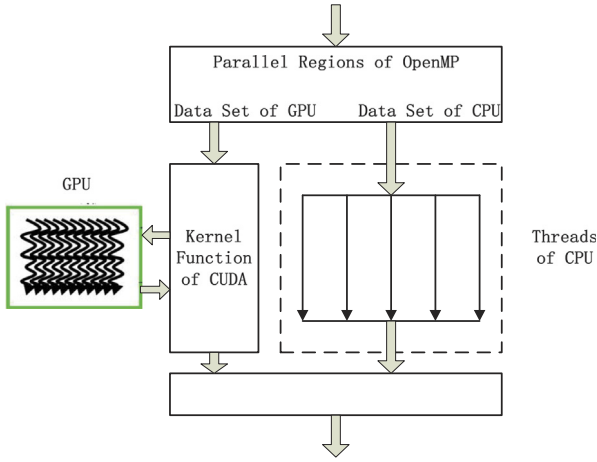 Parallel Regions of OpenMP
Data Set of GPU
Data Set of CPU
GPU
Kernel
Function
of CUDA
Threads
of CPU